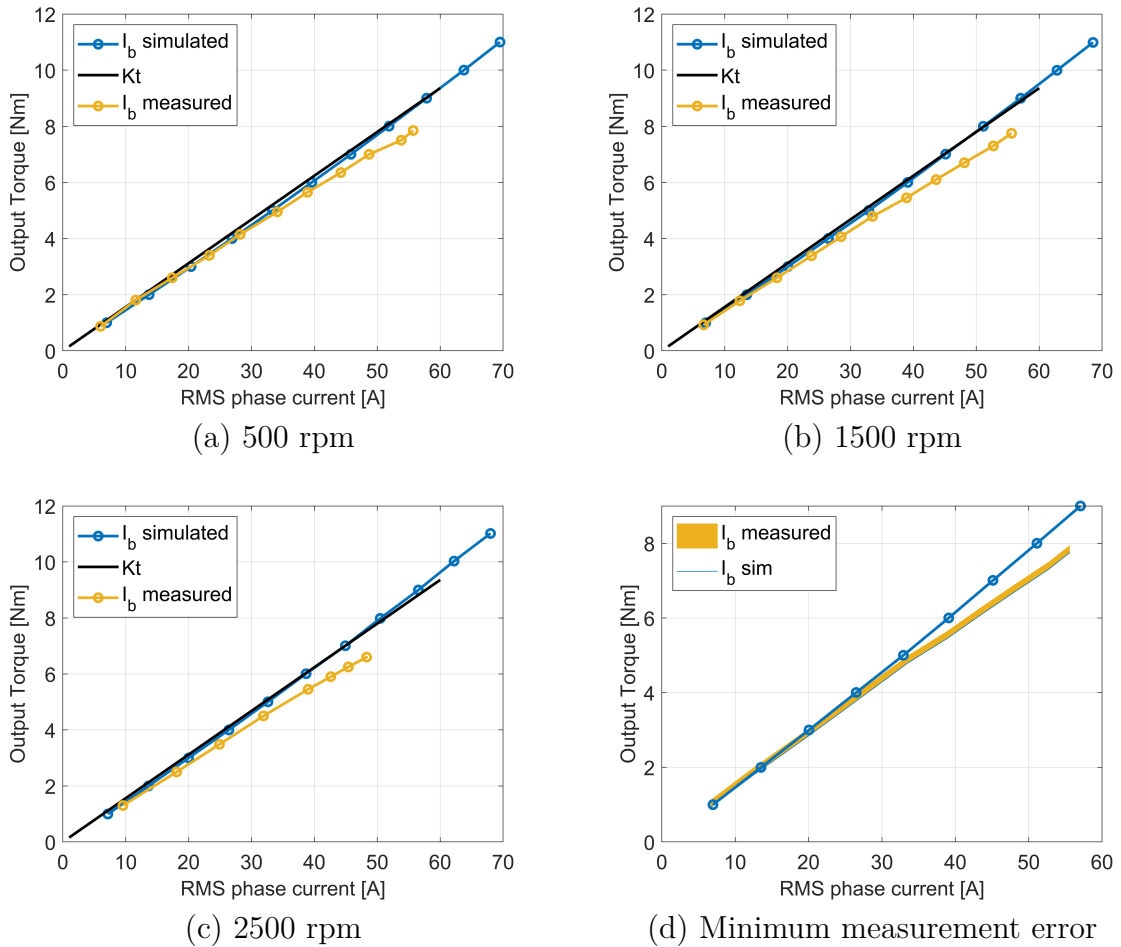 12
10
8
6
4
2
0
Output Torque [Nm]
I_b simulated
Kt
I_b measured
0 10 20 30 40 50 60 70
RMS phase current [A]
(a) 500 rpm
12
10
8
6
4
2
0
Output Torque [Nm]
I_b simulated
Kt
I_b measured
0 10 20 30 40 50 60 70
RMS phase current [A]
(b) 1500 rpm
12
10
8
6
4
2
0
Output Torque [Nm]
I_b simulated
Kt
I_b measured
0 10 20 30 40 50 60 70
RMS phase current [A]
(c) 2500 rpm
8
6
4
2
0
Output Torque [Nm]
I_b measured
I_b sim
0 10 20 30 40 50 60
RMS phase current [A]
(d) Minimum measurement error